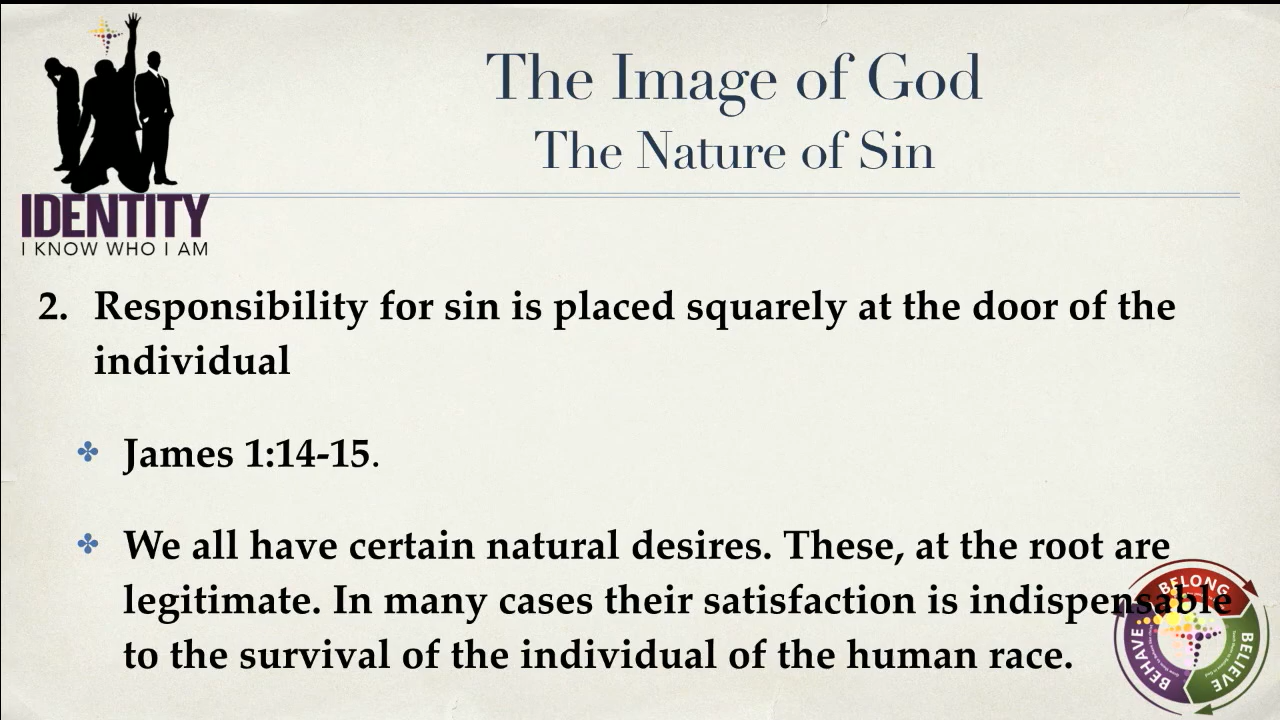 The Image of God
The Nature of Sin
IDENTITY
I KNOW WHO I AM
2. Responsibility for sin is placed squarely at the door of the
individual
James 1:14-15.
We all have certain natural desires. These, at the root are
legitimate. In many cases their satisfaction is indispensable
to the survival of the individual of the human race.
BELONG
BELIEVE
BEHAVE